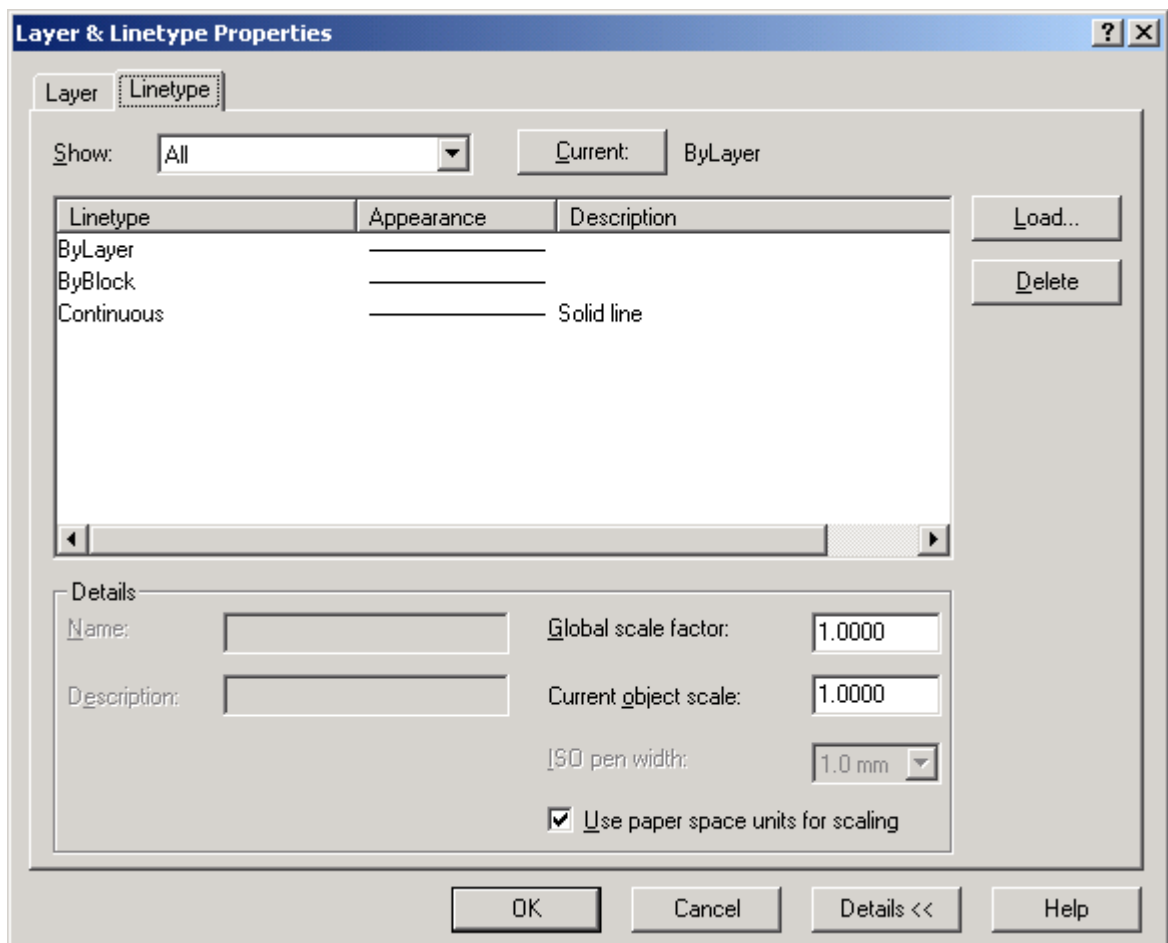 Layer & Linetype Properties
Layer Linetype
Show: All Current: ByLayer
Linetype Appearance Description
ByLayer
ByBlock
Continuous Solid line
Load...
Delete
Details
Name:
Description:
Global scale factor: 1.0000
Current object scale: 1.0000
ISO pen width: 1.0 mm
Use paper space units for scaling
OK Cancel Details << Help